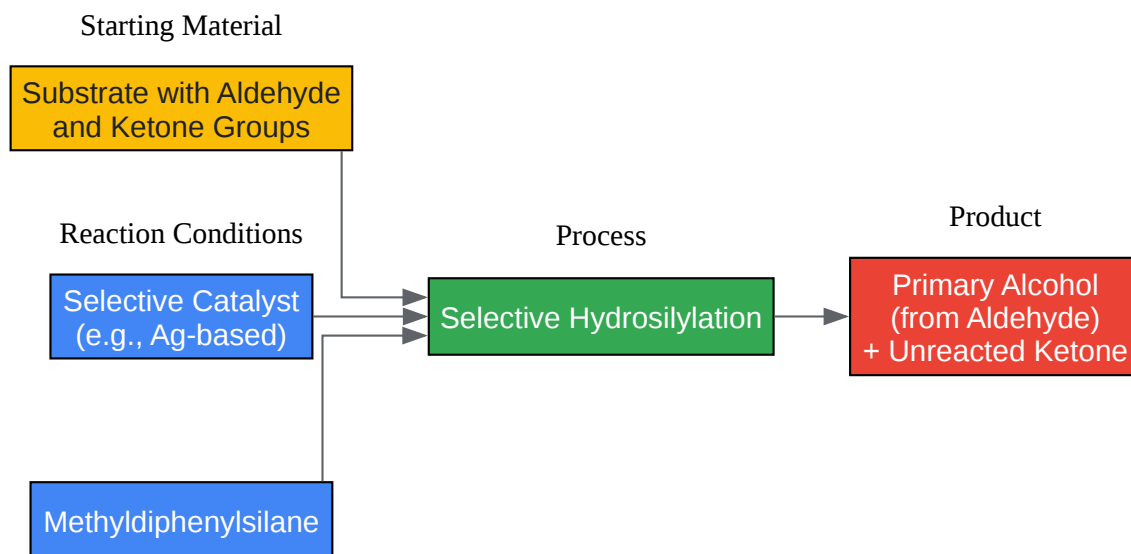 Starting Material
Substrate with Aldehyde
and Ketone Groups
Reaction Conditions
Selective Catalyst
(e.g., Ag-based)
Methyldiphenylsilane
Process
Selective Hydrosilylation
Product
Primary Alcohol
(from Aldehyde)
+ Unreacted Ketone